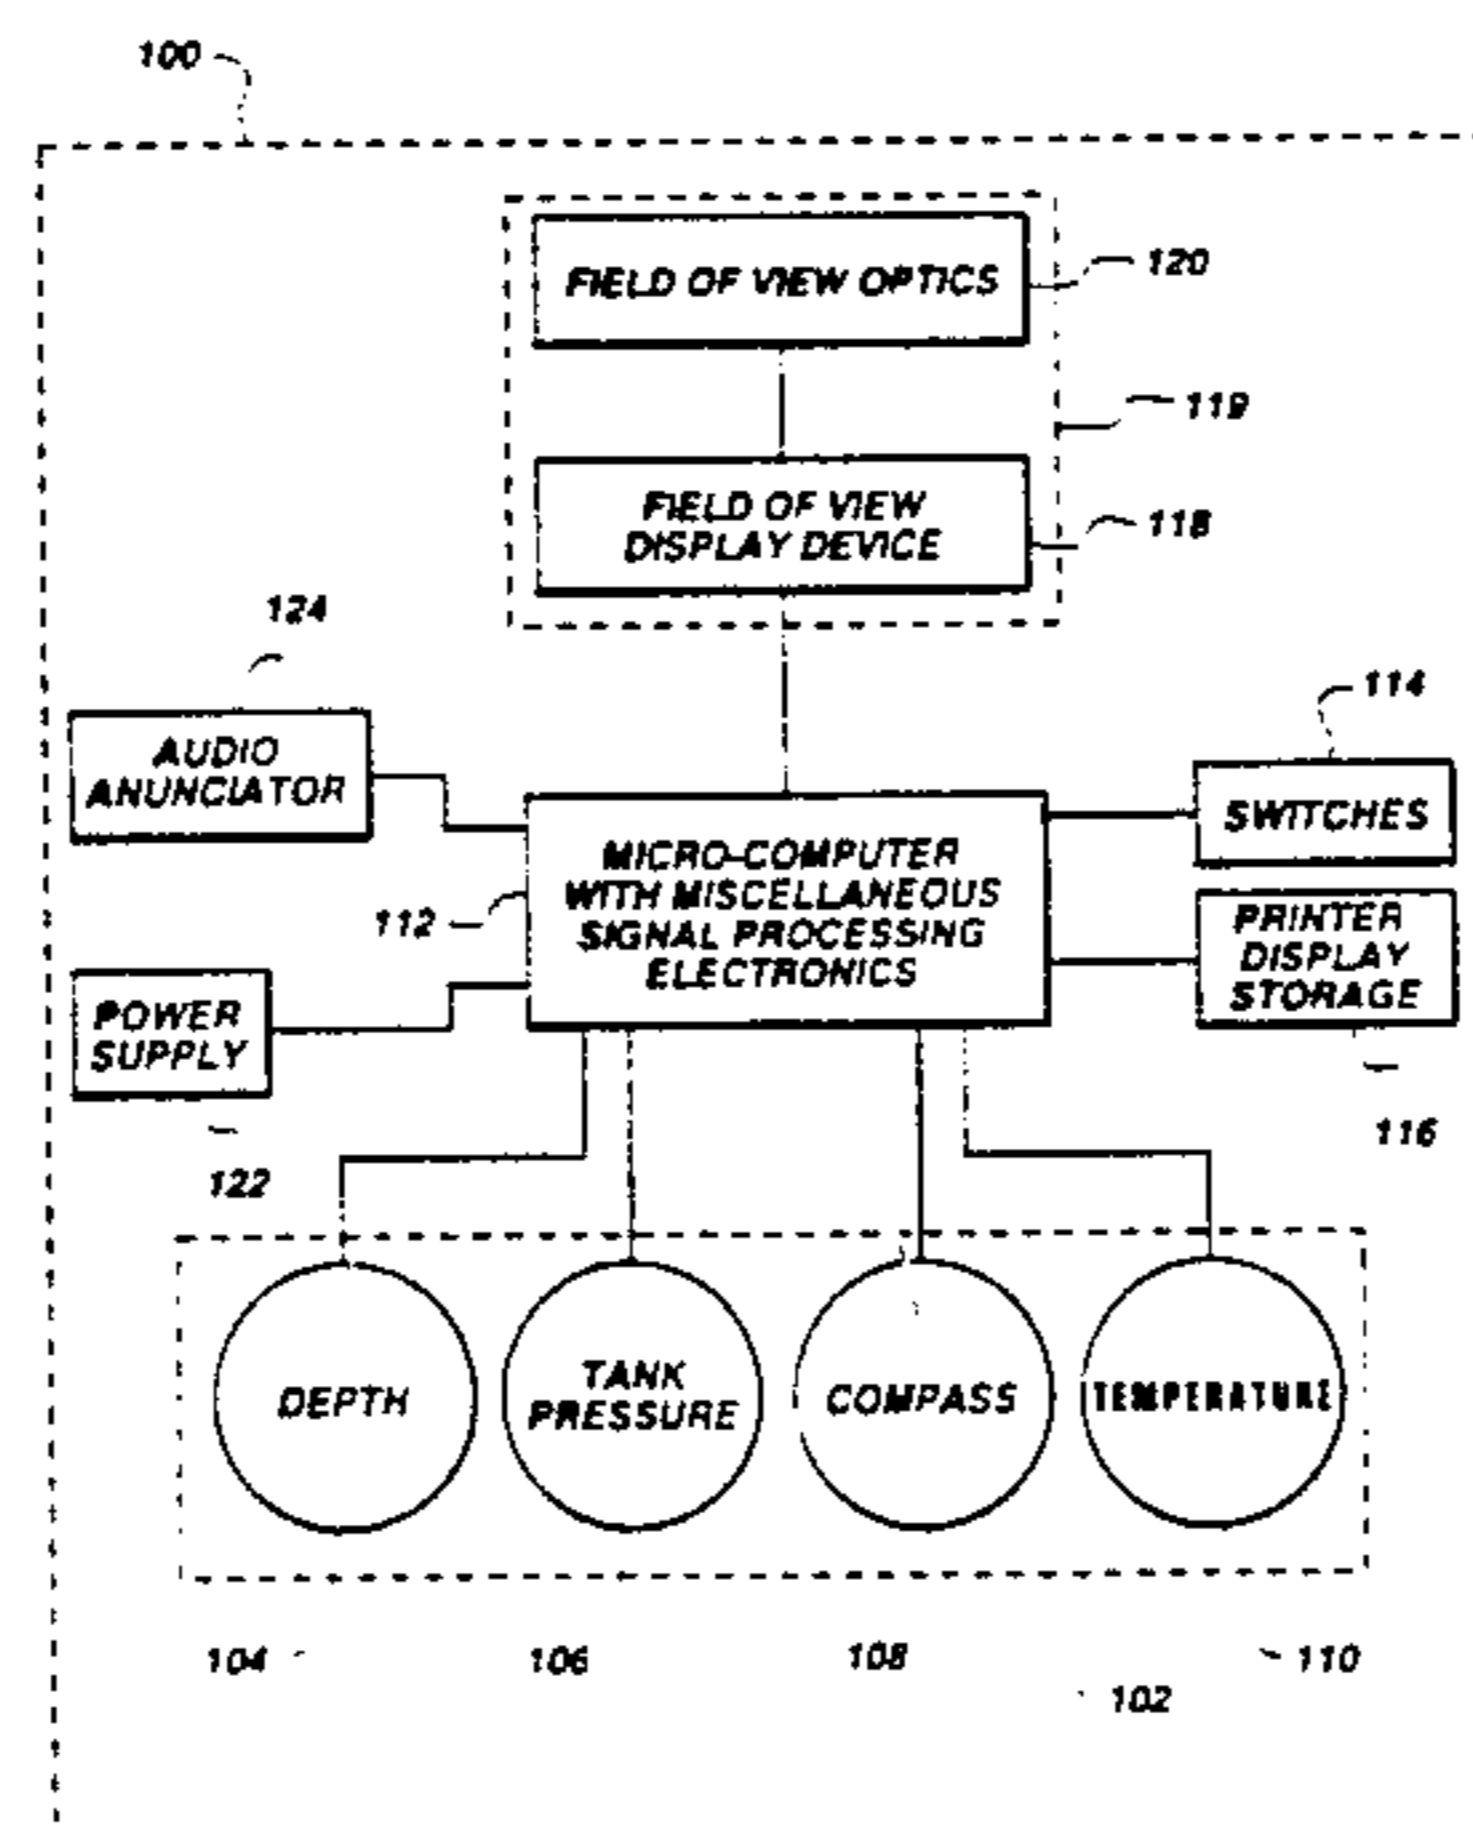 100
FIELD OF VIEW OPTICS
120
119
FIELD OF VIEW
DISPLAY DEVICE
118
124
114
AUDIO
ANUNCIATOR
SWITCHES
MICRO-COMPUTER
WITH MISCELLANEOUS
SIGNAL PROCESSING
ELECTRONICS
112
PRINTER
DISPLAY
STORAGE
POWER
SUPPLY
116
122
DEPTH
TANK
PRESSURE
COMPASS
TEMPERATURE
104
106
108
110
102